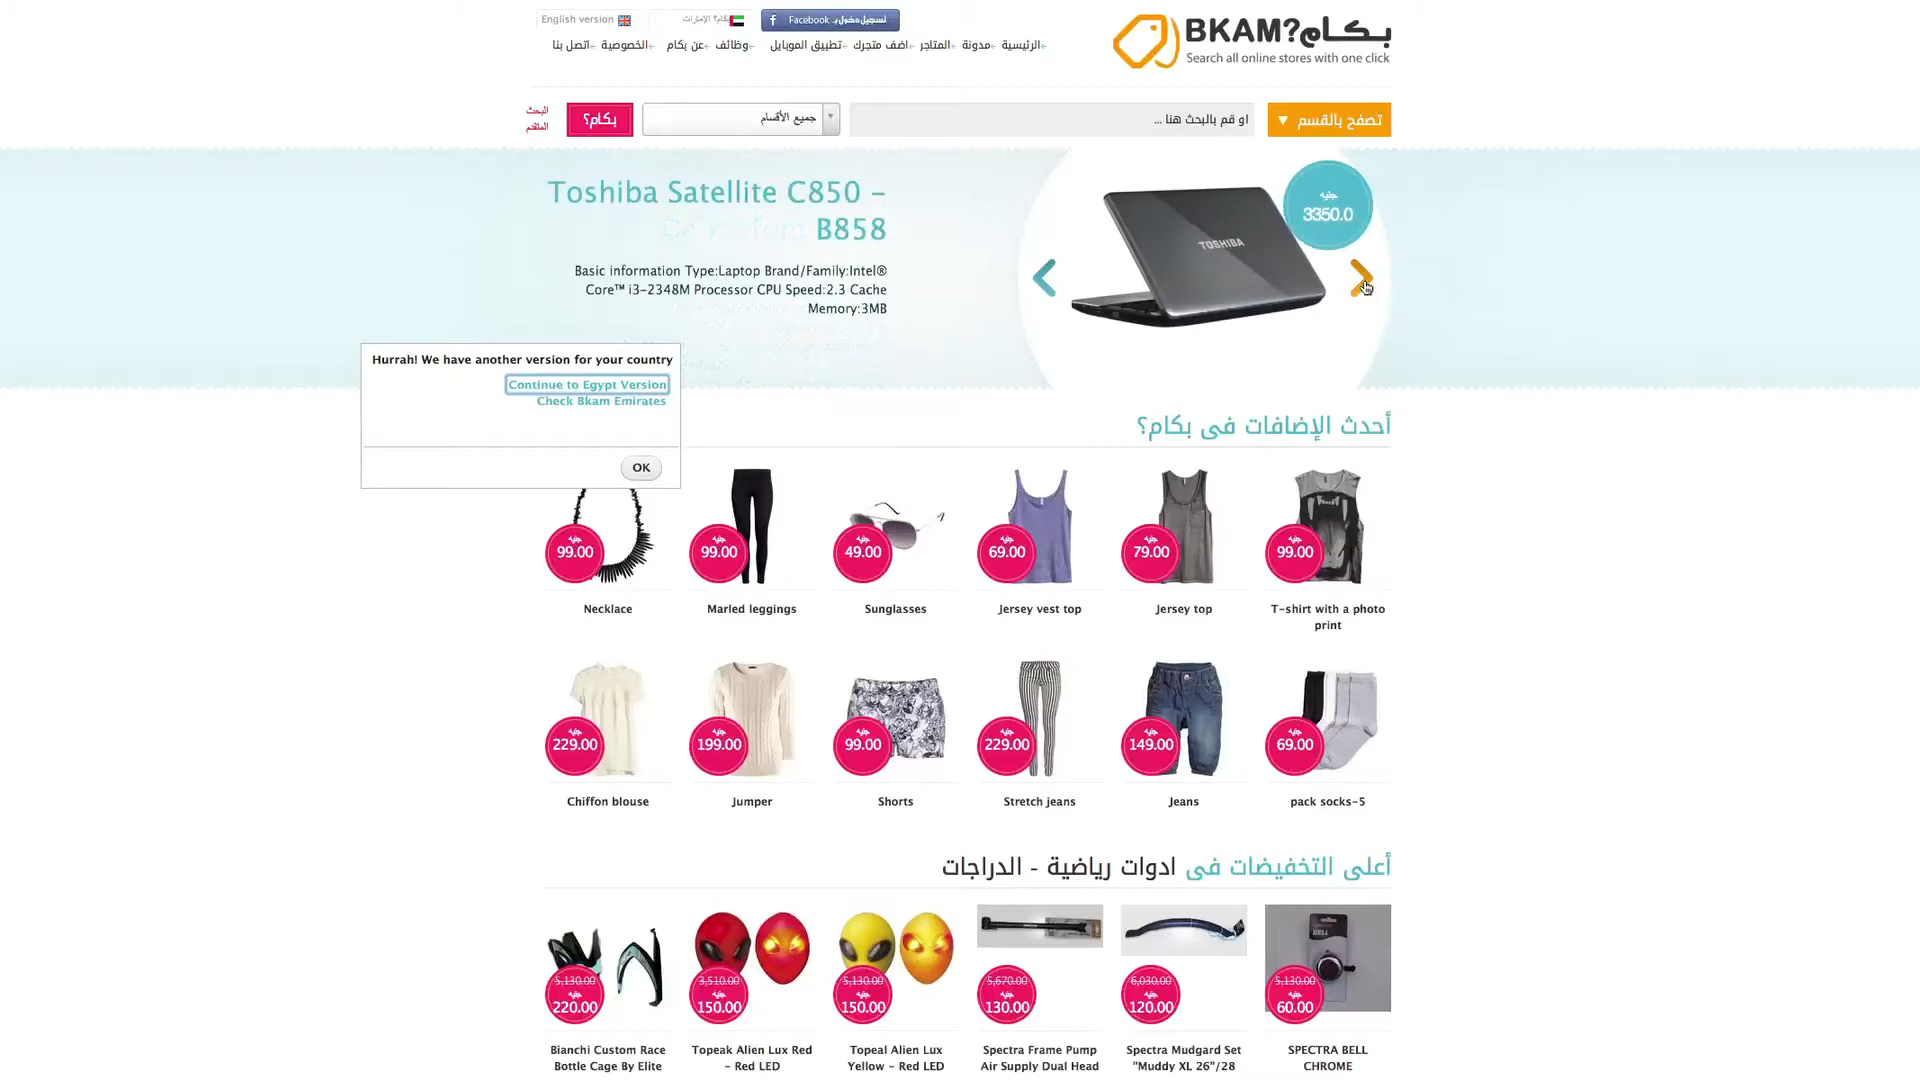 English version
بكام؟ الإمارات
تسجيل دخول بـ Facebook
الرئيسية
مدونة
المتاجر
اضف متجرك
تطبيق الموبايل
وظائف
عن بكام
الخصوصية
اتصل بنا
BKAM?بكام
Search all online stores with one click
تصفح بالقسم
او قم بالبحث هنا ...
جميع الأقسام
بكام؟
البحث
المتقدم
Toshiba Satellite C850 –
B858
Basic information Type:Laptop Brand/Family:Intel®
Core™ i3-2348M Processor CPU Speed:2.3 Cache
Memory:3MB
TOSHIBA
جنيه
3350.0
Hurrah! We have another version for your country
Continue to Egypt Version
Check Bkam Emirates
OK
أحدث الإضافات فى بكام؟
جنيه
99.00
جنيه
99.00
جنيه
49.00
جنيه
69.00
جنيه
79.00
جنيه
99.00
Necklace
Marled leggings
Sunglasses
Jersey vest top
Jersey top
T-shirt with a photo
print
جنيه
229.00
جنيه
199.00
جنيه
99.00
جنيه
229.00
جنيه
149.00
جنيه
69.00
Chiffon blouse
Jumper
Shorts
Stretch jeans
Jeans
pack socks-5
أعلى التخفيضات فى ادوات رياضية - الدراجات
BELL
5,130.00
جنيه
220.00
3,510.00
جنيه
150.00
5,130.00
جنيه
150.00
5,670.00
جنيه
130.00
6,030.00
جنيه
120.00
5,130.00
جنيه
60.00
Bianchi Custom Race
Bottle Cage By Elite
Topeak Alien Lux Red
– Red LED
Topeal Alien Lux
Yellow – Red LED
Spectra Frame Pump
Air Supply Dual Head
Spectra Mudgard Set
"Muddy XL 26"/28
SPECTRA BELL
CHROME